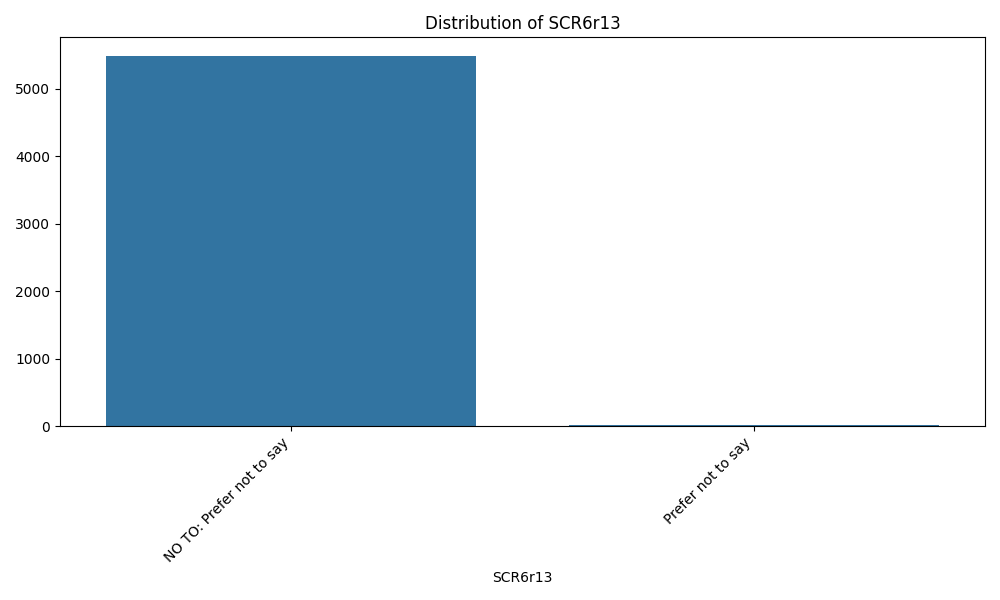 Distribution of SCR6r13
5000
4000
3000
2000
1000
0
NO TO: Prefer not to say
Prefer not to say
SCR6r13